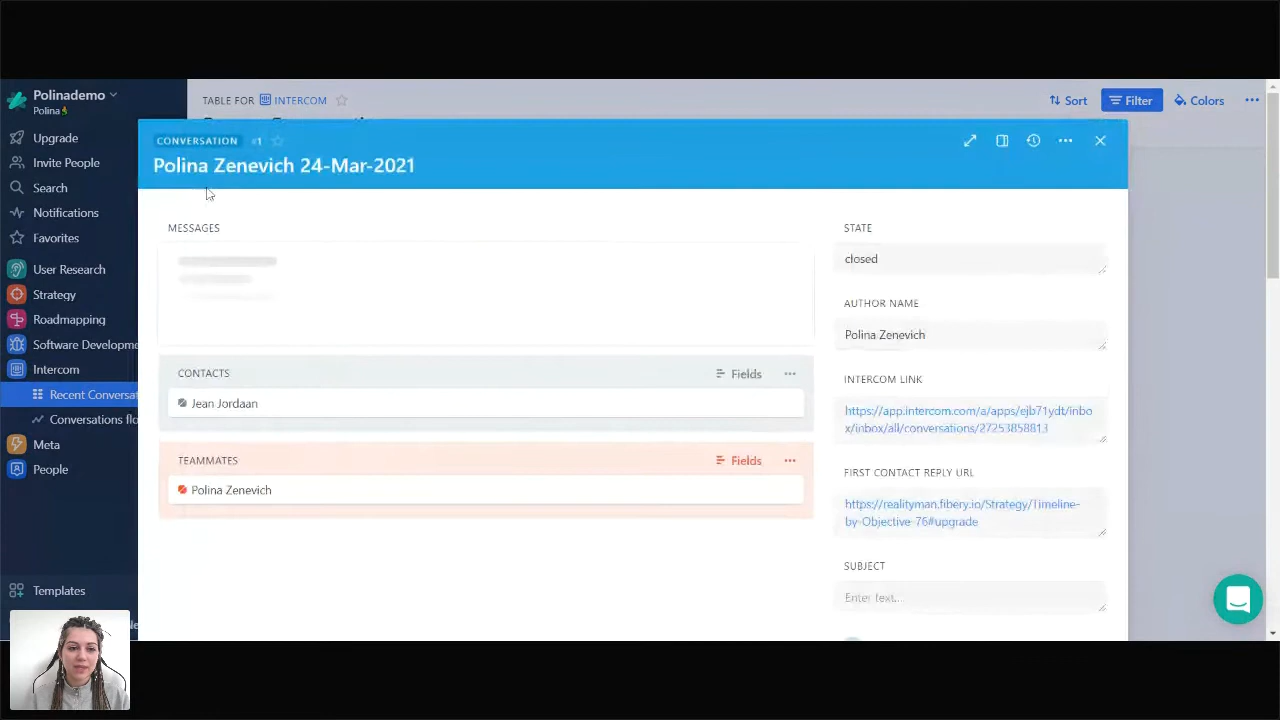 Polinademo
Polina
Upgrade
Invite People
Search
Notifications
Favorites
User Research
Strategy
Roadmapping
Software Developme
Intercom
Recent Conversat
Conversations flo
Meta
People
Templates
TABLE FOR INTERCOM
Sort
Filter
Colors
CONVERSATION #1
Polina Zenevich 24-Mar-2021
MESSAGES
CONTACTS
Fields
Jean Jordaan
TEAMMATES
Fields
Polina Zenevich
STATE
closed
AUTHOR NAME
Polina Zenevich
INTERCOM LINK
https://app.intercom.com/a/apps/ejb71ydt/inbo
x/inbox/all/conversations/27253858813
FIRST CONTACT REPLY URL
https://realityman.fibery.io/Strategy/Timeline-
by-Objective-76#upgrade
SUBJECT
Enter text...